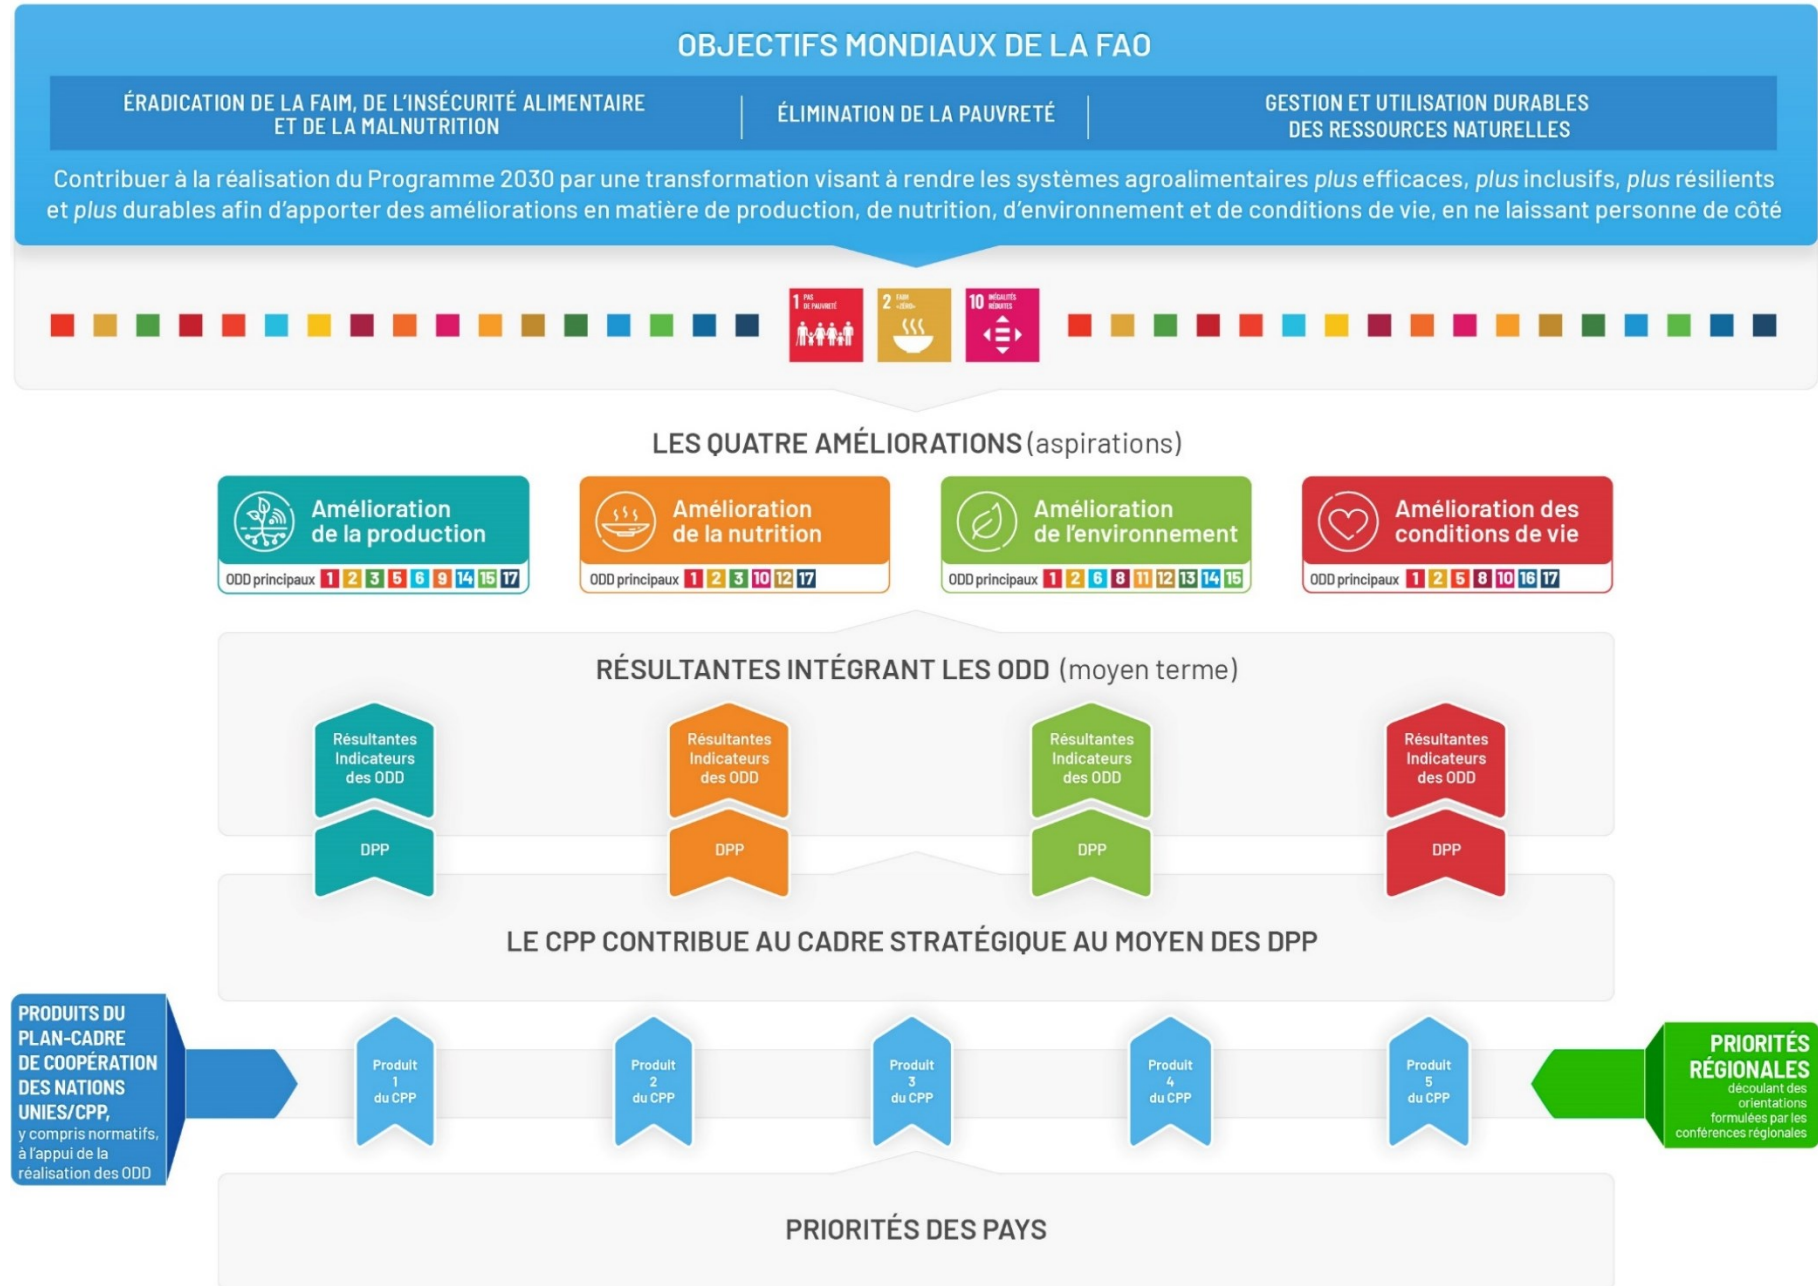 OBJECTIFS MONDIAUX DE LA FAO
ÉRADICATION DE LA FAIM, DE L'INSÉCURITÉ ALIMENTAIRE
ET DE LA MALNUTRITION
ÉLIMINATION DE LA PAUVRETÉ
GESTION ET UTILISATION DURABLES
DES RESSOURCES NATURELLES
Contribuer à la réalisation du Programme 2030 par une transformation visant à rendre les systèmes agroalimentaires plus efficaces, plus inclusifs, plus résilients
et plus durables afin d'apporter des améliorations en matière de production, de nutrition, d'environnement et de conditions de vie, en ne laissant personne de côté
1 PAS
DE PAUVRETÉ
2 FAIM
«ZÉRO»
10 INÉGALITÉS
RÉDUITES
LES QUATRE AMÉLIORATIONS (aspirations)
Amélioration
de la production
ODD principaux 1 2 3 5 6 9 14 15 17
Amélioration
de la nutrition
ODD principaux 1 2 3 10 12 17
Amélioration
de l'environnement
ODD principaux 1 2 6 8 11 12 13 14 15
Amélioration des
conditions de vie
ODD principaux 1 2 5 8 10 16 17
RÉSULTANTES INTÉGRANT LES ODD (moyen terme)
Résultantes
Indicateurs
des ODD
DPP
Résultantes
Indicateurs
des ODD
DPP
Résultantes
Indicateurs
des ODD
DPP
Résultantes
Indicateurs
des ODD
DPP
LE CPP CONTRIBUE AU CADRE STRATÉGIQUE AU MOYEN DES DPP
PRODUITS DU
PLAN-CADRE
DE COOPÉRATION
DES NATIONS
UNIES/CPP,
y compris normatifs,
à l'appui de la
réalisation des ODD
Produit
1
du CPP
Produit
2
du CPP
Produit
3
du CPP
Produit
4
du CPP
Produit
5
du CPP
PRIORITÉS
RÉGIONALES
découlant des
orientations
formulées par les
conférences régionales
PRIORITÉS DES PAYS